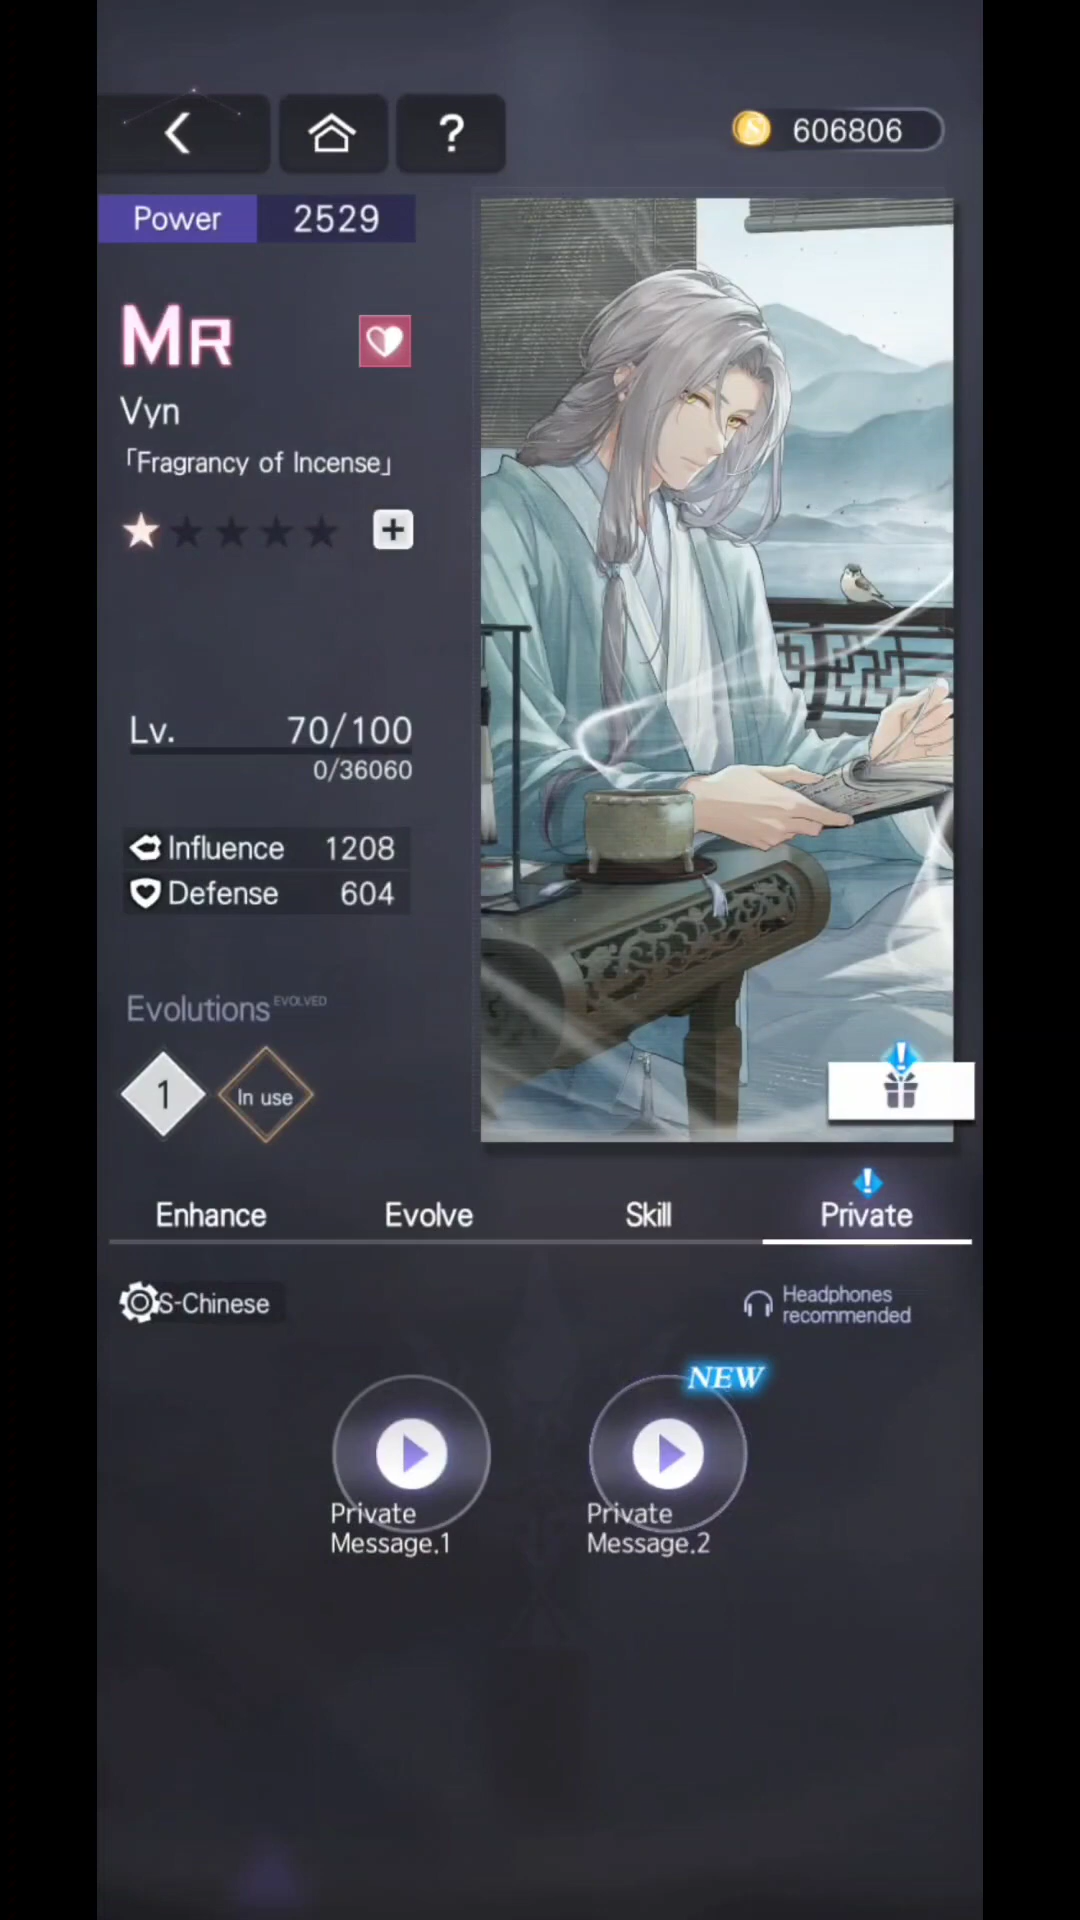 ?
606806
Power 2529
MR
Vyn
「Fragrancy of Incense」
Lv. 70/100
0/36060
Influence 1208
Defense 604
Evolutions EVOLVED
1 In use
Enhance Evolve Skill Private
S-Chinese
Headphones
recommended
NEW
Private
Message.1
Private
Message.2